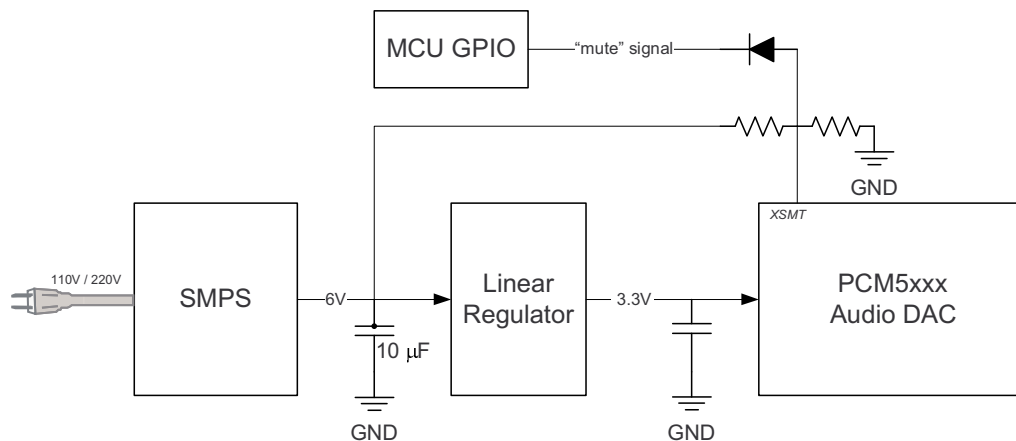 MCU GPIO
“mute” signal
GND
XSMT
110V / 220V
SMPS
6V
Linear
Regulator
3.3V
PCM5xxx
Audio DAC
10 μF
GND
GND